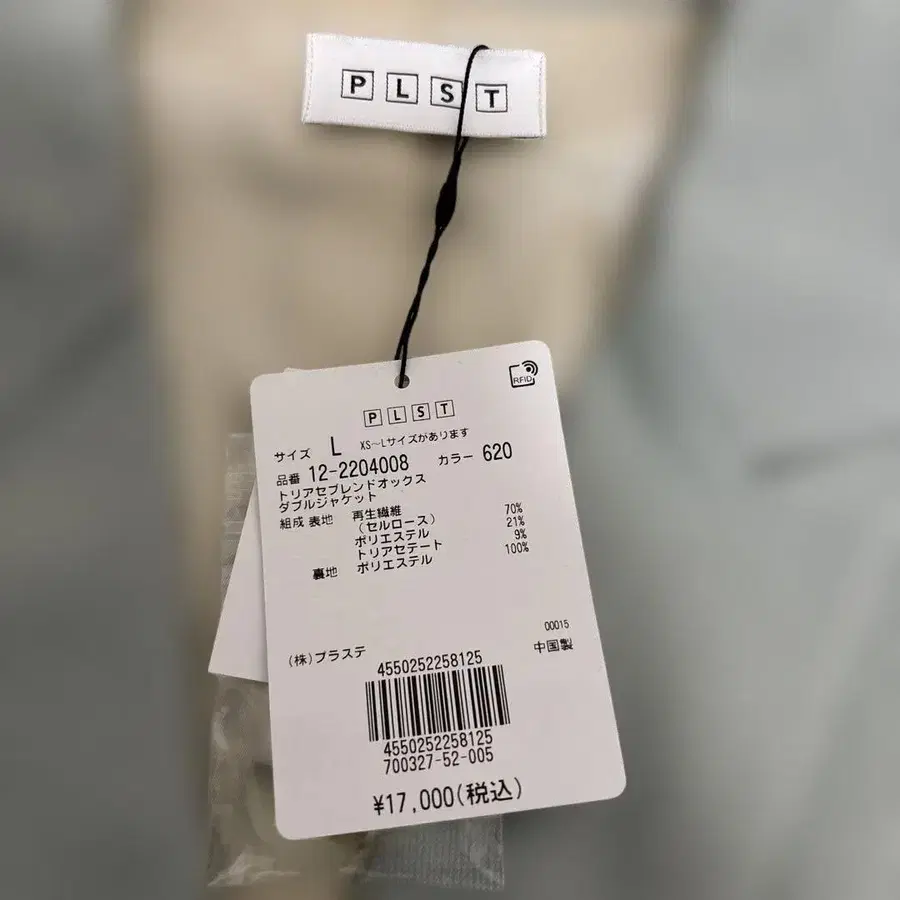 PLST
RFID
PLST
サイズ L XS～Lサイズがあります
品番 12-2204008 カラー 620
トリアセブレンドオックス
ダブルジャケット
組成 表地 再生繊維 70%
（セルロース） 21%
ポリエステル 9%
トリアセテート 100%
裏地 ポリエステル
00015
(株)プラステ 中国製
4550252258125
4550252258125
700327-52-005
¥17,000(税込)